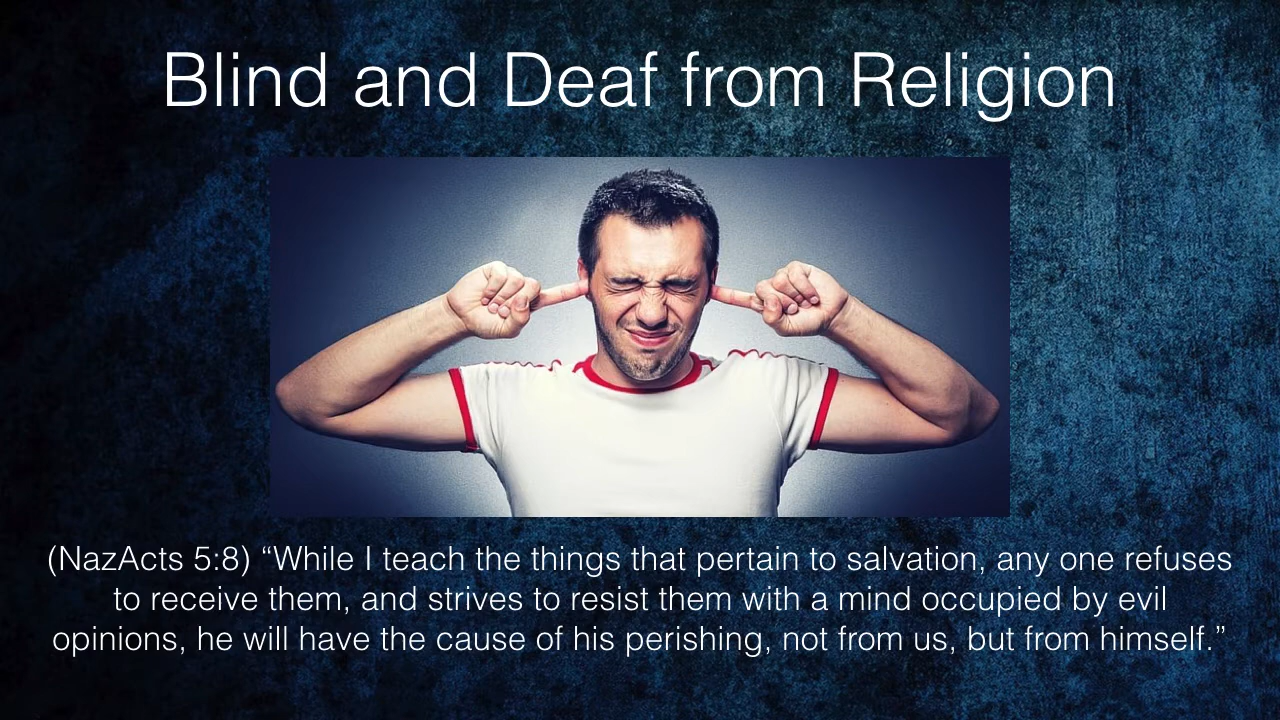 Blind and Deaf from Religion
(NazActs 5:8) “While I teach the things that pertain to salvation, any one refuses
to receive them, and strives to resist them with a mind occupied by evil
opinions, he will have the cause of his perishing, not from us, but from himself.”